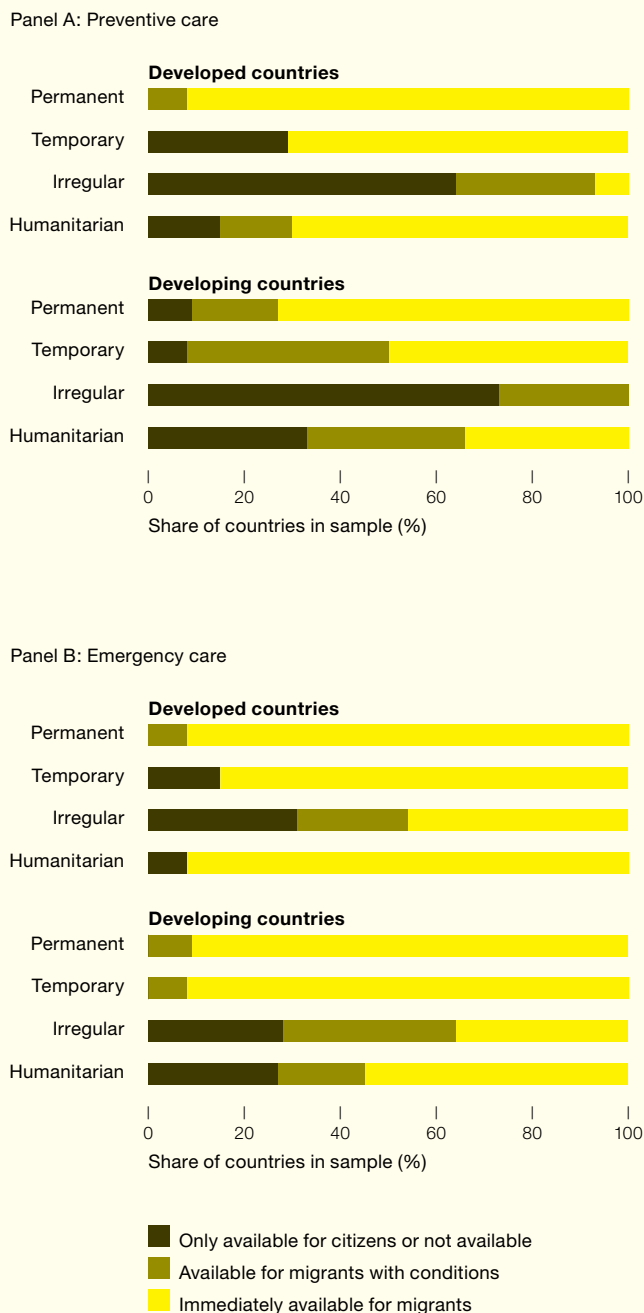 Panel A: Preventive care
Developed countries
Permanent
Temporary
Irregular
Humanitarian
Developing countries
Permanent
Temporary
Irregular
Humanitarian
0 20 40 60 80 100
Share of countries in sample (%)
Panel B: Emergency care
Developed countries
Permanent
Temporary
Irregular
Humanitarian
Developing countries
Permanent
Temporary
Irregular
Humanitarian
0 20 40 60 80 100
Share of countries in sample (%)
Only available for citizens or not available
Available for migrants with conditions
Immediately available for migrants